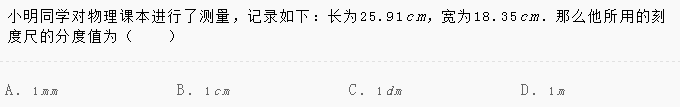 小明同学对物理课本进行了测量，记录如下：长为25.91cm，宽为18.35cm．那么他所用的刻
度尺的分度值为（　　）
A. 1mm B. 1cm C. 1dm D. 1m